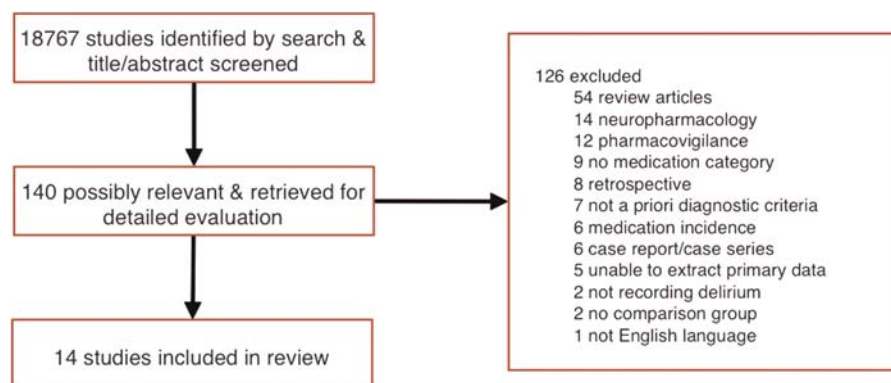 18767 studies identified by search &
title/abstract screened
140 possibly relevant & retrieved for
detailed evaluation
14 studies included in review
126 excluded
54 review articles
14 neuropharmacology
12 pharmacovigilance
9 no medication category
8 retrospective
7 not a priori diagnostic criteria
6 medication incidence
6 case report/case series
5 unable to extract primary data
2 not recording delirium
2 no comparison group
1 not English language